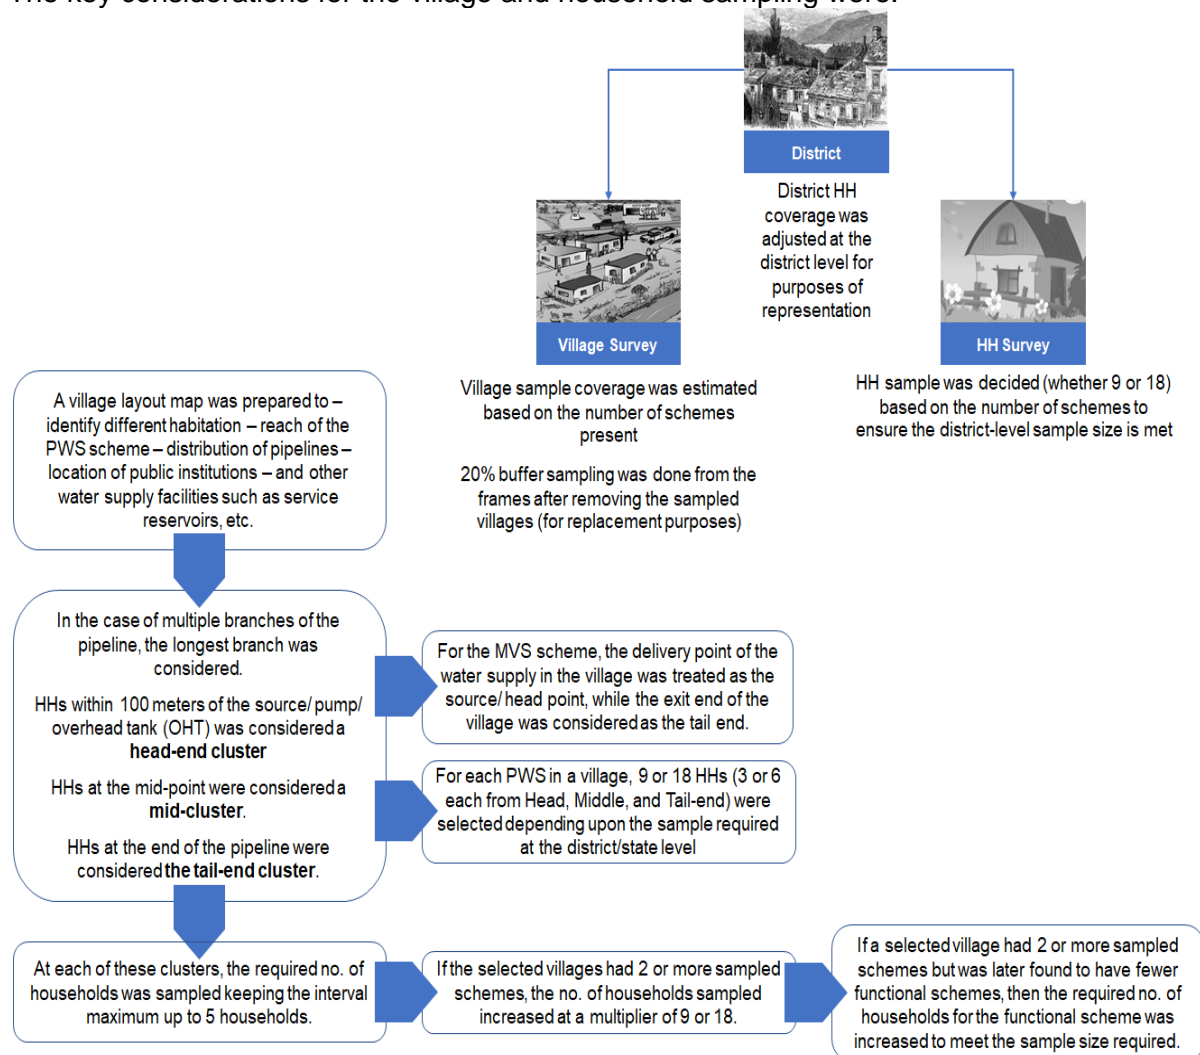 The key considerations for the village and household sampling were:
District
District HH
coverage was
adjusted at the
district level for
purposes of
representation
Village Survey
Village sample coverage was estimated
based on the number of schemes
present
20% buffer sampling was done from the
frames after removing the sampled
villages (for replacement purposes)
HH Survey
HH sample was decided (whether 9 or 18)
based on the number of schemes to
ensure the district-level sample size is met
A village layout map was prepared to –
identify different habitation – reach of the
PWS scheme – distribution of pipelines –
location of public institutions – and other
water supply facilities such as service
reservoirs, etc.
In the case of multiple branches of the
pipeline, the longest branch was
considered.
HHs within 100 meters of the source/ pump/
overhead tank (OHT) was considered a
head-end cluster
HHs at the mid-point were considered a
mid-cluster.
HHs at the end of the pipeline were
considered the tail-end cluster.
For the MVS scheme, the delivery point of the
water supply in the village was treated as the
source/ head point, while the exit end of the
village was considered as the tail end.
For each PWS in a village, 9 or 18 HHs (3 or 6
each from Head, Middle, and Tail-end) were
selected depending upon the sample required
at the district/state level
At each of these clusters, the required no. of
households was sampled keeping the interval
maximum up to 5 households.
If the selected villages had 2 or more sampled
schemes, the no. of households sampled
increased at a multiplier of 9 or 18.
If a selected village had 2 or more sampled
schemes but was later found to have fewer
functional schemes, then the required no. of
households for the functional scheme was
increased to meet the sample size required.